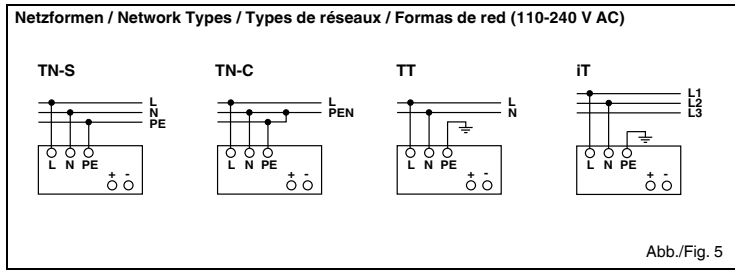 Netzformen / Network Types / Types de réseaux / Formas de red (110-240 V AC)
TN-S
L
N
PE
L N PE
+ -
TN-C
L
PEN
L N PE
+ -
TT
L
N
L N PE
+ -
iT
L1
L2
L3
L N PE
+ -
Abb./Fig. 5